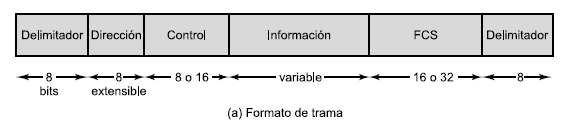 Delimitador Dirección Control Información FCS Delimitador
8 8 8 o 16 variable 16 o 32 8
bits extensible
(a) Formato de trama